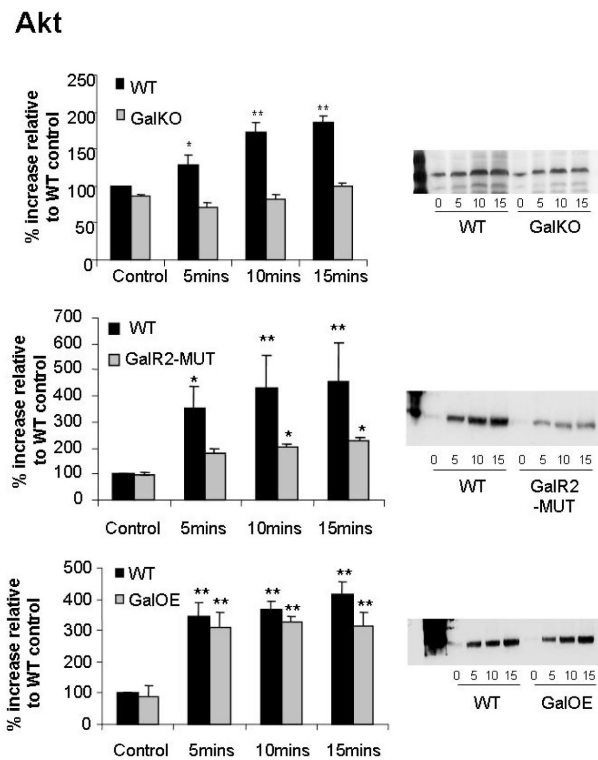 Akt
% increase relative
to WT control
250
200
150
100
50
0
WT
GalKO
*
**
**
Control 5mins 10mins 15mins
0 5 10 15 0 5 10 15
WT GalKO
% increase relative
to WT control
700
600
500
400
300
200
100
0
WT
GalR2-MUT
*
**
**
*
*
Control 5mins 10mins 15mins
0 5 10 15 0 5 10 15
WT GalR2
-MUT
% increase relative
to WT control
500
400
300
100
0
WT
GalOE
** ** ** ** ** **
Control 5mins 10mins 15mins
0 5 10 15 0 5 10 15
WT GalOE